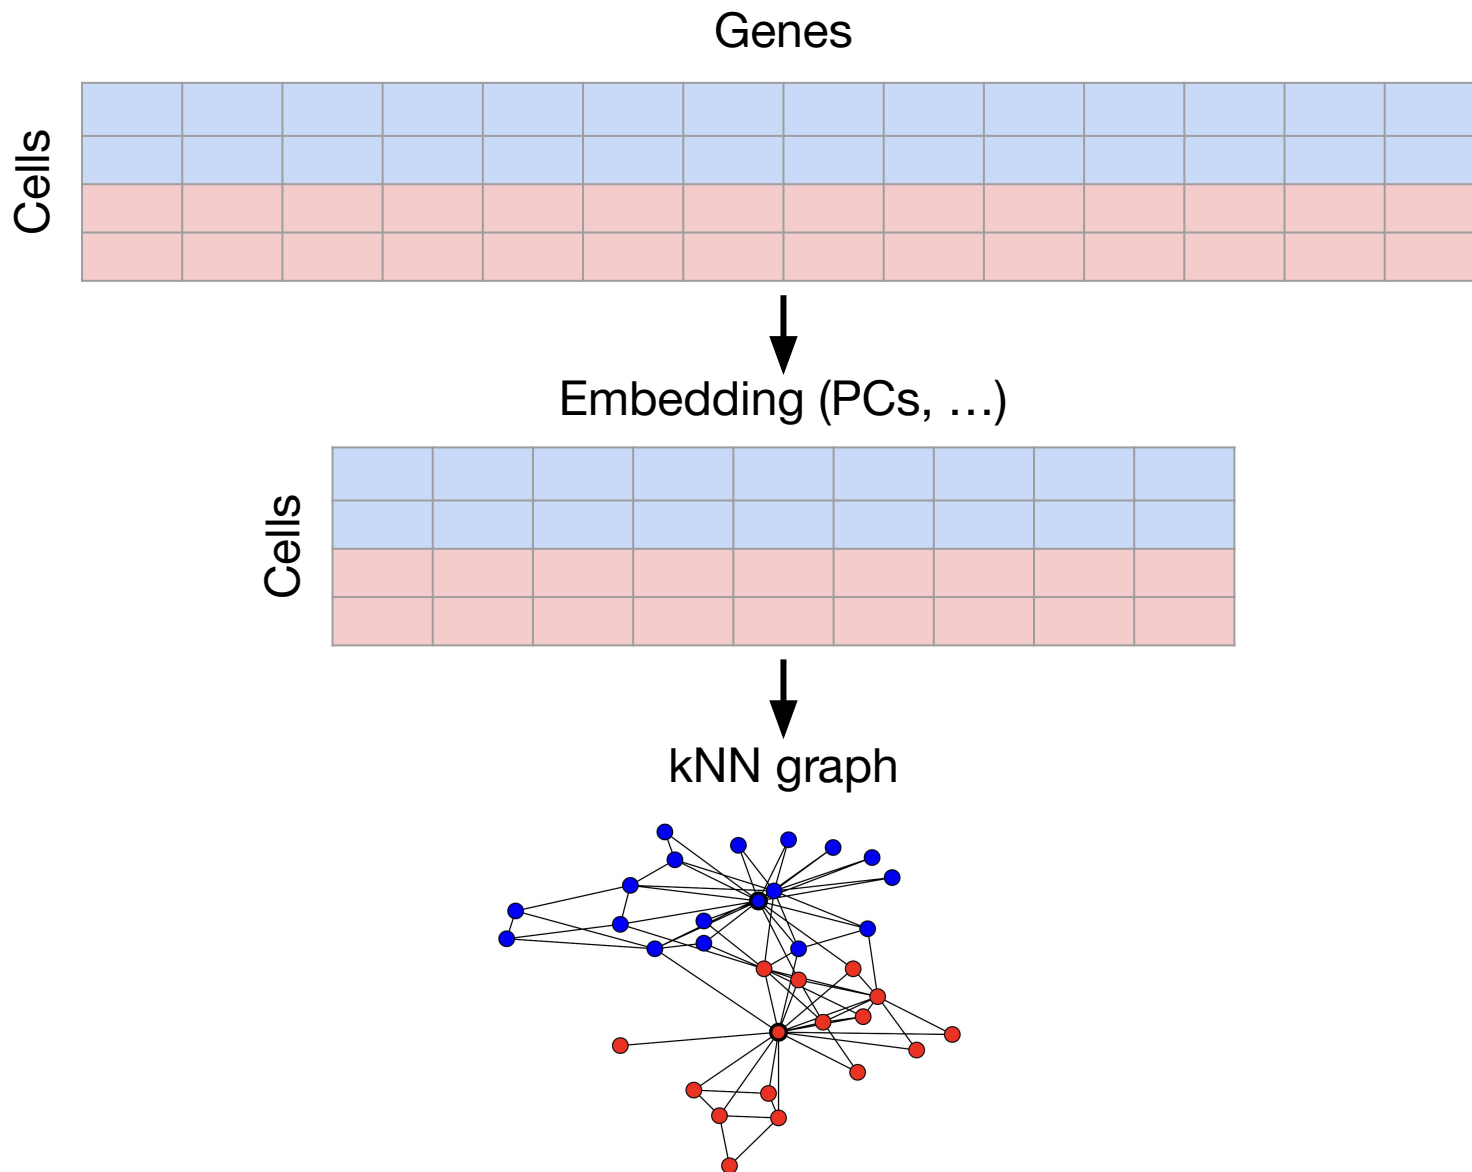 Genes
Cells
Embedding (PCs, …)
Cells
kNN graph